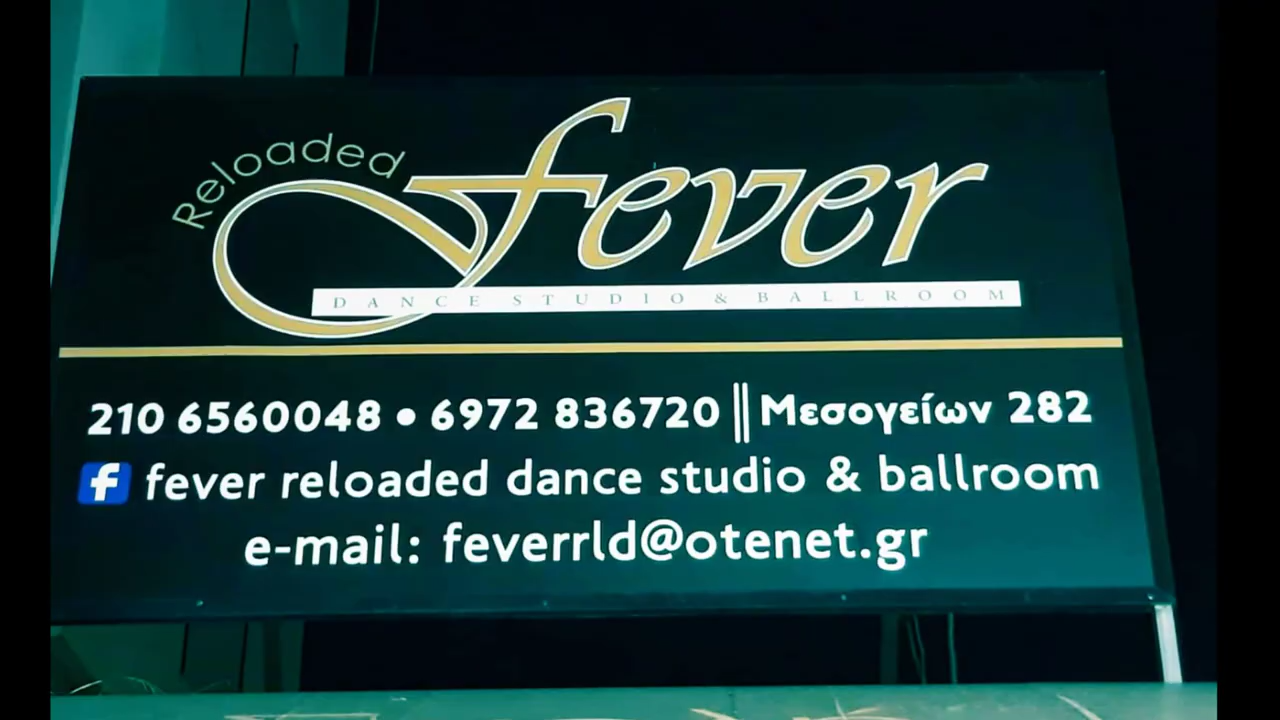 Reloaded
fever
DANCE STUDIO & BALLROOM
210 6560048 • 6972 836720 || Μεσογείων 282
f fever reloaded dance studio & ballroom
e-mail: feverrld@otenet.gr